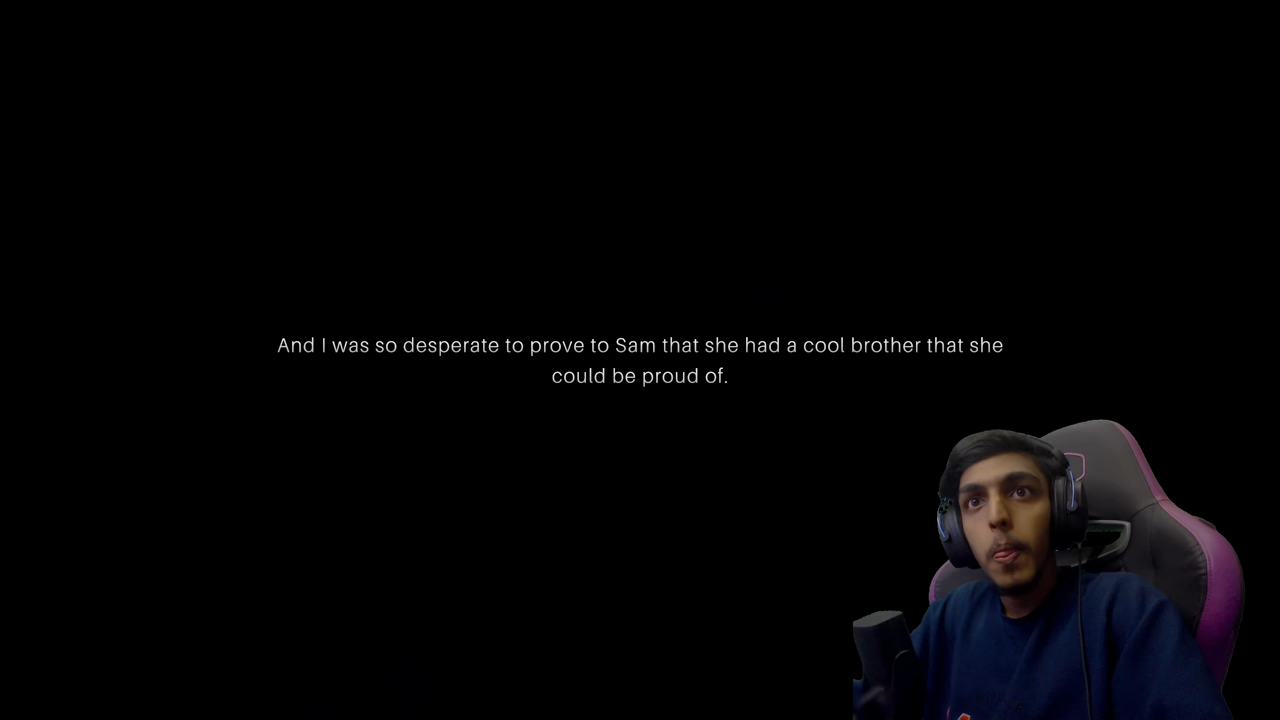 And I was so desperate to prove to Sam that she had a cool brother that she
could be proud of.